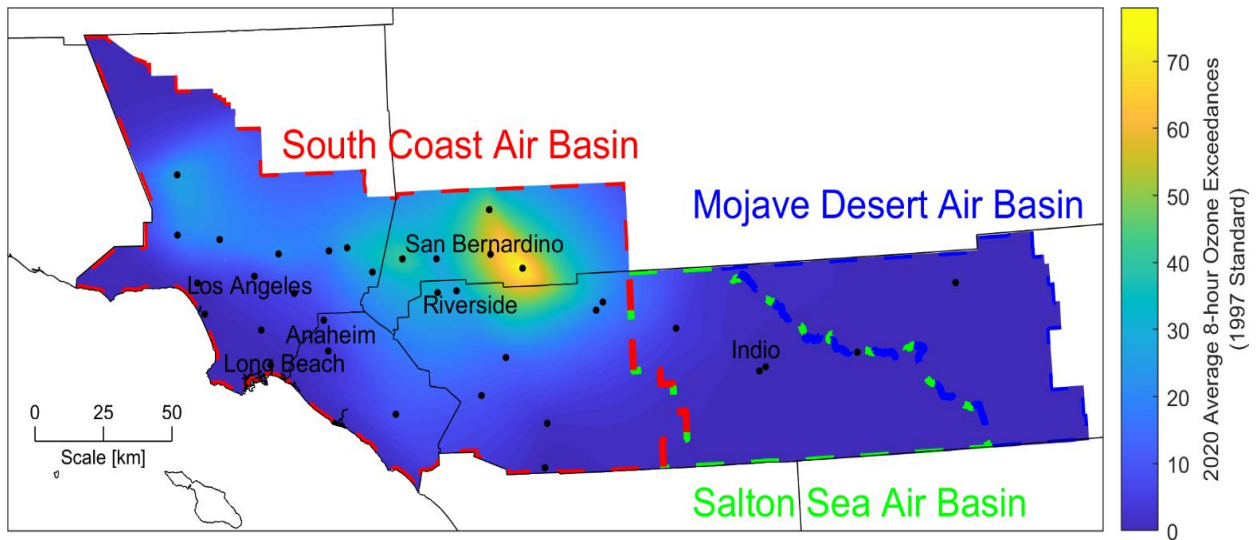 South Coast Air Basin
Mojave Desert Air Basin
San Bernardino
Los Angeles
Riverside
Anaheim
Long Beach
Indio
0 25 50
Scale [km]
Salton Sea Air Basin
70
60
50
40
30
20
10
0
2020 Average 8-hour Ozone Exceedances
(1997 Standard)